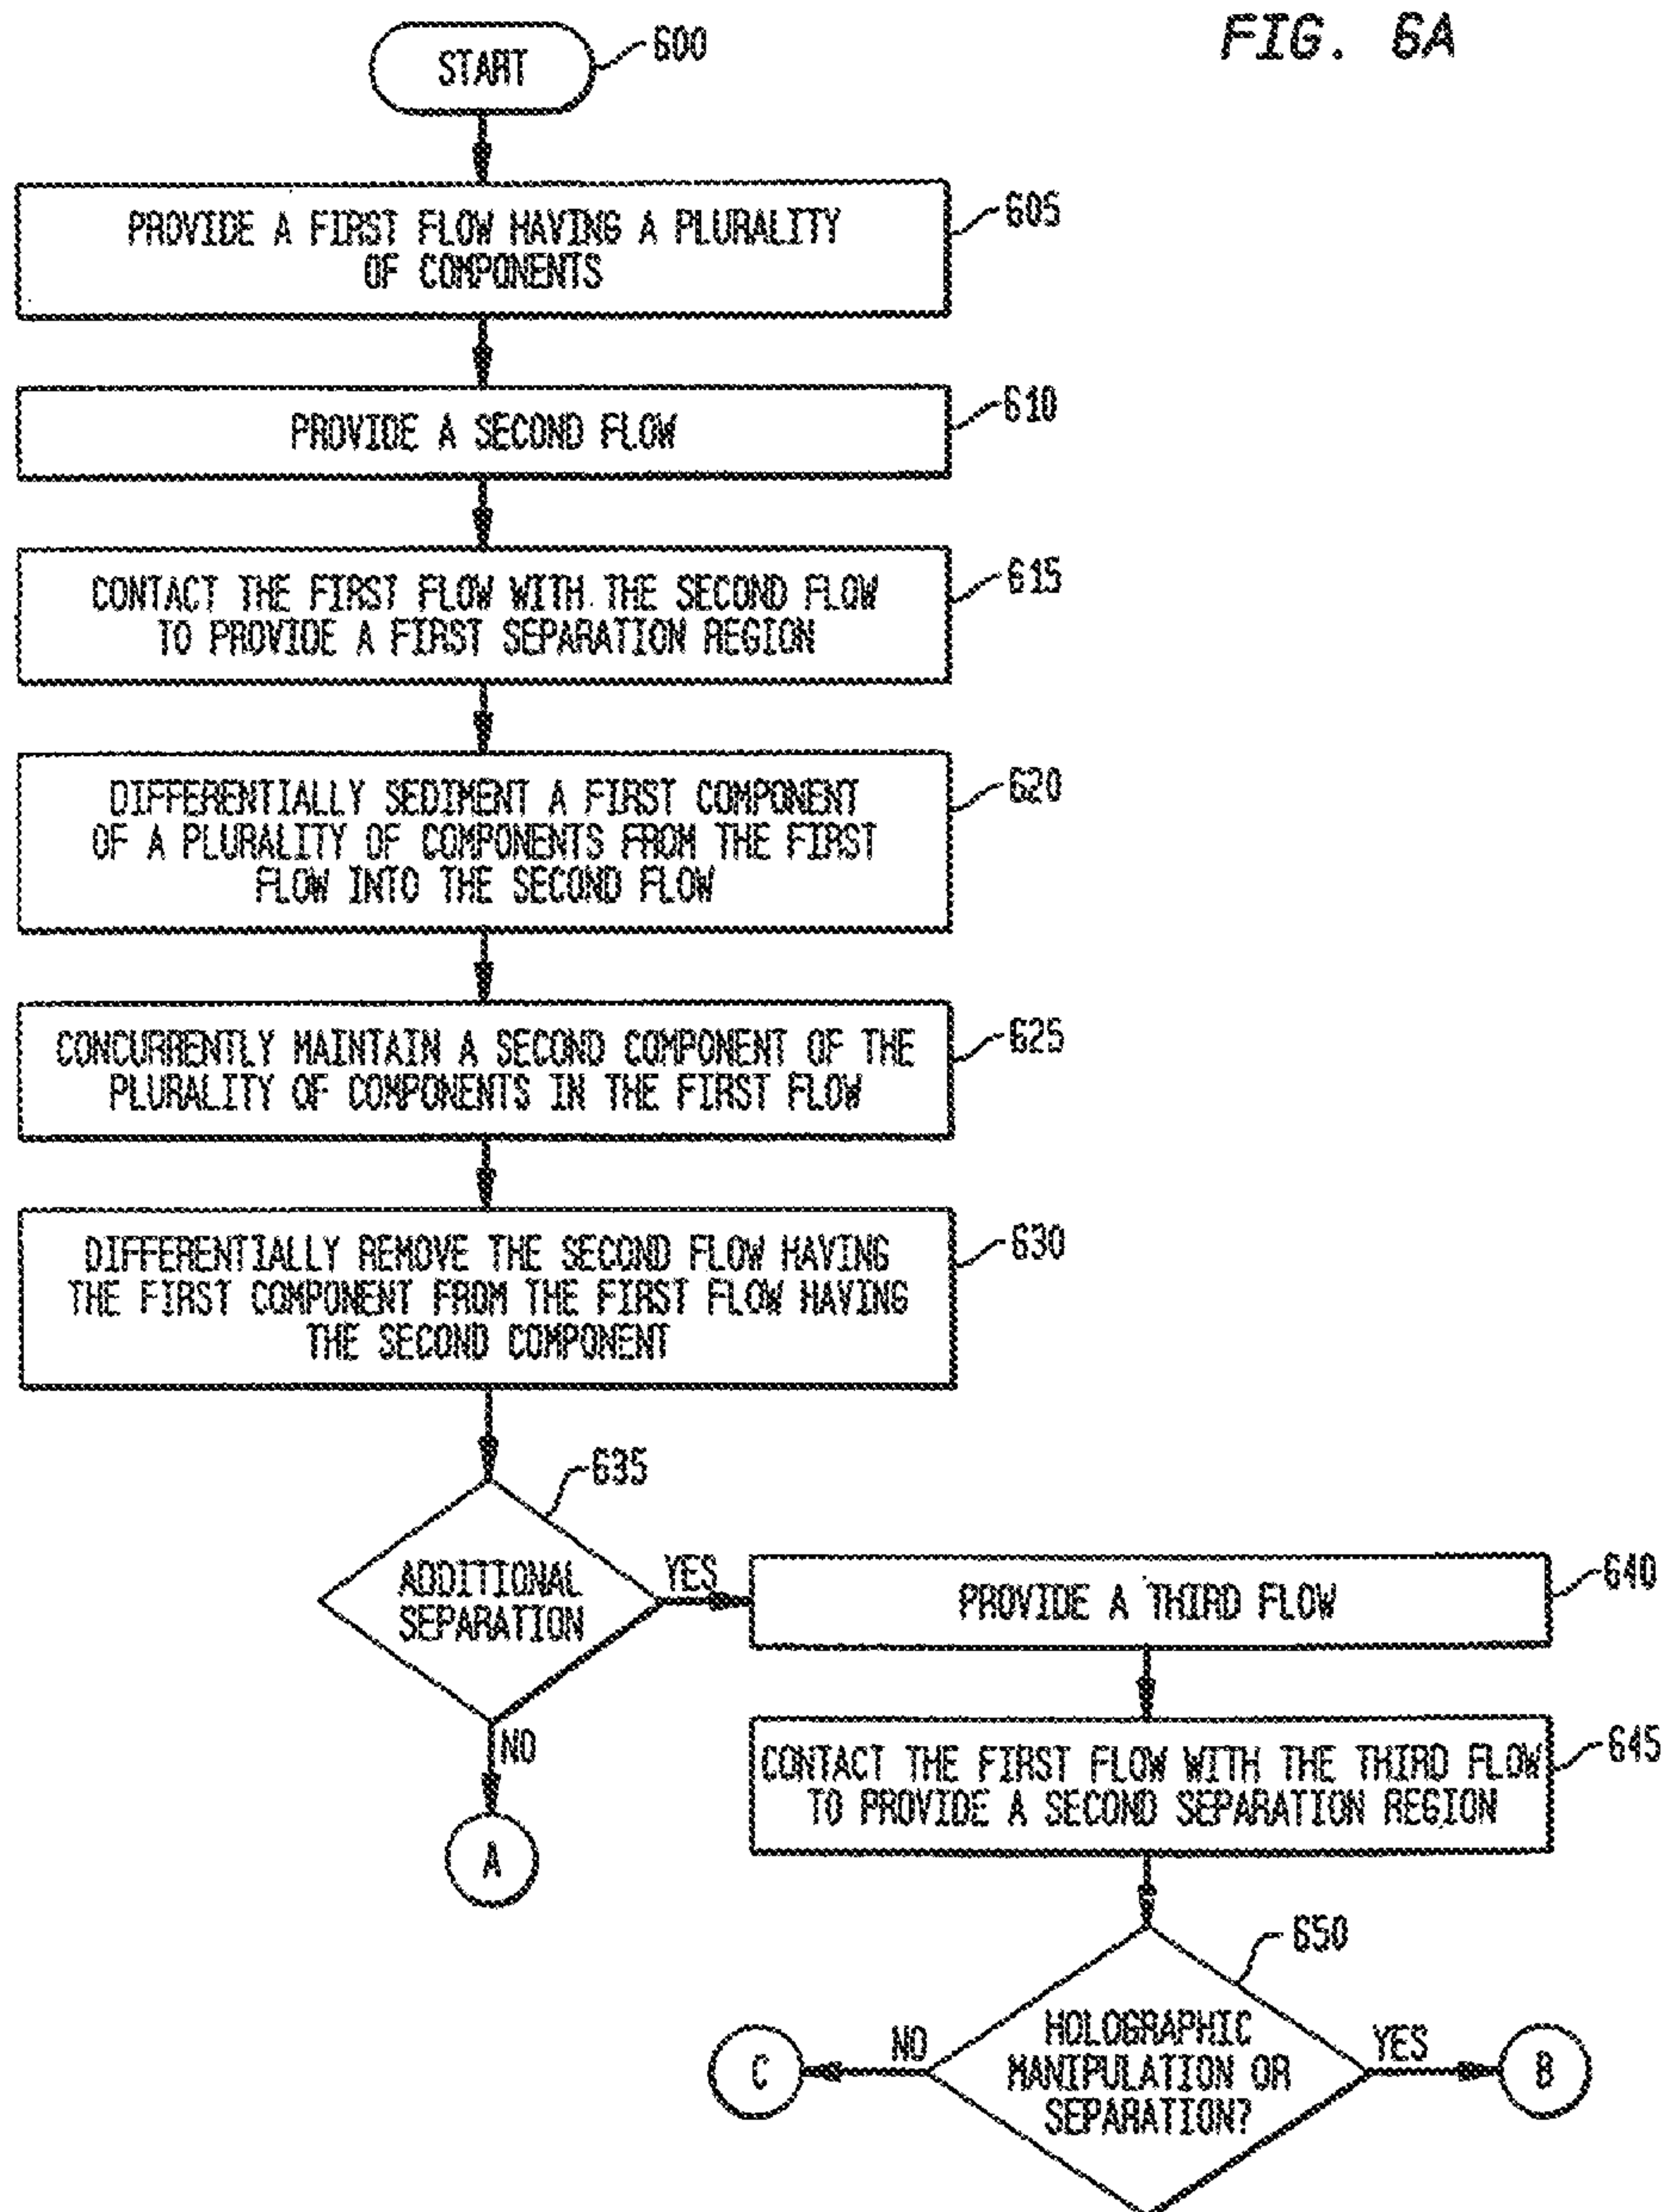 FIG. 6A
START
600
PROVIDE A FIRST FLOW HAVING A PLURALITY
OF COMPONENTS
605
PROVIDE A SECOND FLOW
610
CONTACT THE FIRST FLOW WITH THE SECOND FLOW
TO PROVIDE A FIRST SEPARATION REGION
615
DIFFERENTIALLY SEDIMENT A FIRST COMPONENT
OF A PLURALITY OF COMPONENTS FROM THE FIRST
FLOW INTO THE SECOND FLOW
620
CONCURRENTLY MAINTAIN A SECOND COMPONENT OF THE
PLURALITY OF COMPONENTS IN THE FIRST FLOW
625
DIFFERENTIALLY REMOVE THE SECOND FLOW HAVING
THE FIRST COMPONENT FROM THE FIRST FLOW HAVING
THE SECOND COMPONENT
630
ADDITIONAL
SEPARATION
635
YES
NO
A
PROVIDE A THIRD FLOW
640
CONTACT THE FIRST FLOW WITH THE THIRD FLOW
TO PROVIDE A SECOND SEPARATION REGION
645
HOLOGRAPHIC
MANIPULATION OR
SEPARATION?
650
NO
C
YES
B